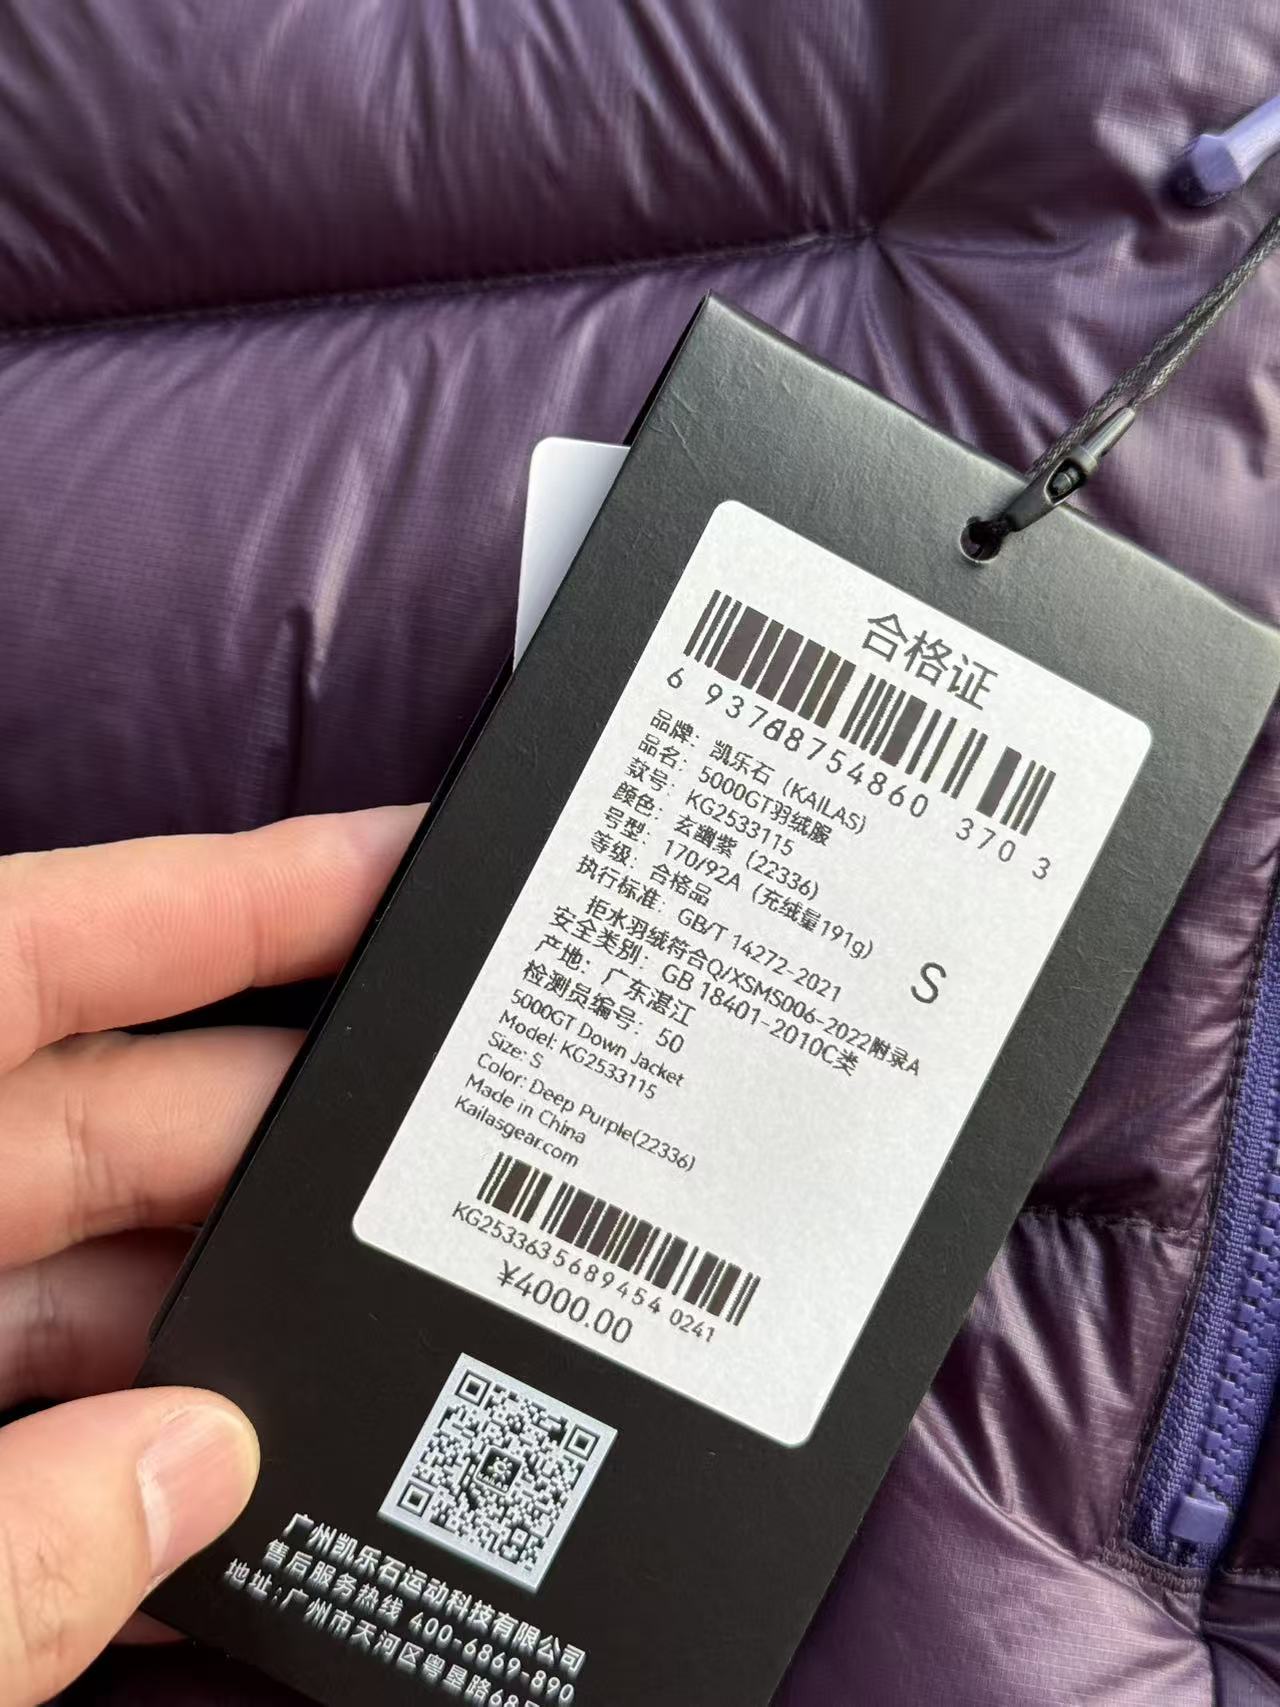 合格证
6 937687 754860 370 3
品牌：凯乐石（KAILAS）
品名：5000GT羽绒服
款号：KG2533115
颜色：玄幽紫（22336）
号型：170/92A（充绒量191g）
等级：合格品
执行标准：GB/T 14272-2021
拒水羽绒符合Q/XSMS006-2022附录A
安全类别：GB 18401-2010C类
产地：广东湛江
检测员编号：50
S
5000GT Down Jacket
Model: KG2533115
Size: S
Color: Deep Purple(22336)
Made in China
Kailasgear.com
KG253363568945​4 0241
¥4000.00
广州凯乐石运动科技有限公司
售后服务热线 400-6869-890
地址:广州市天河区粤垦路68号